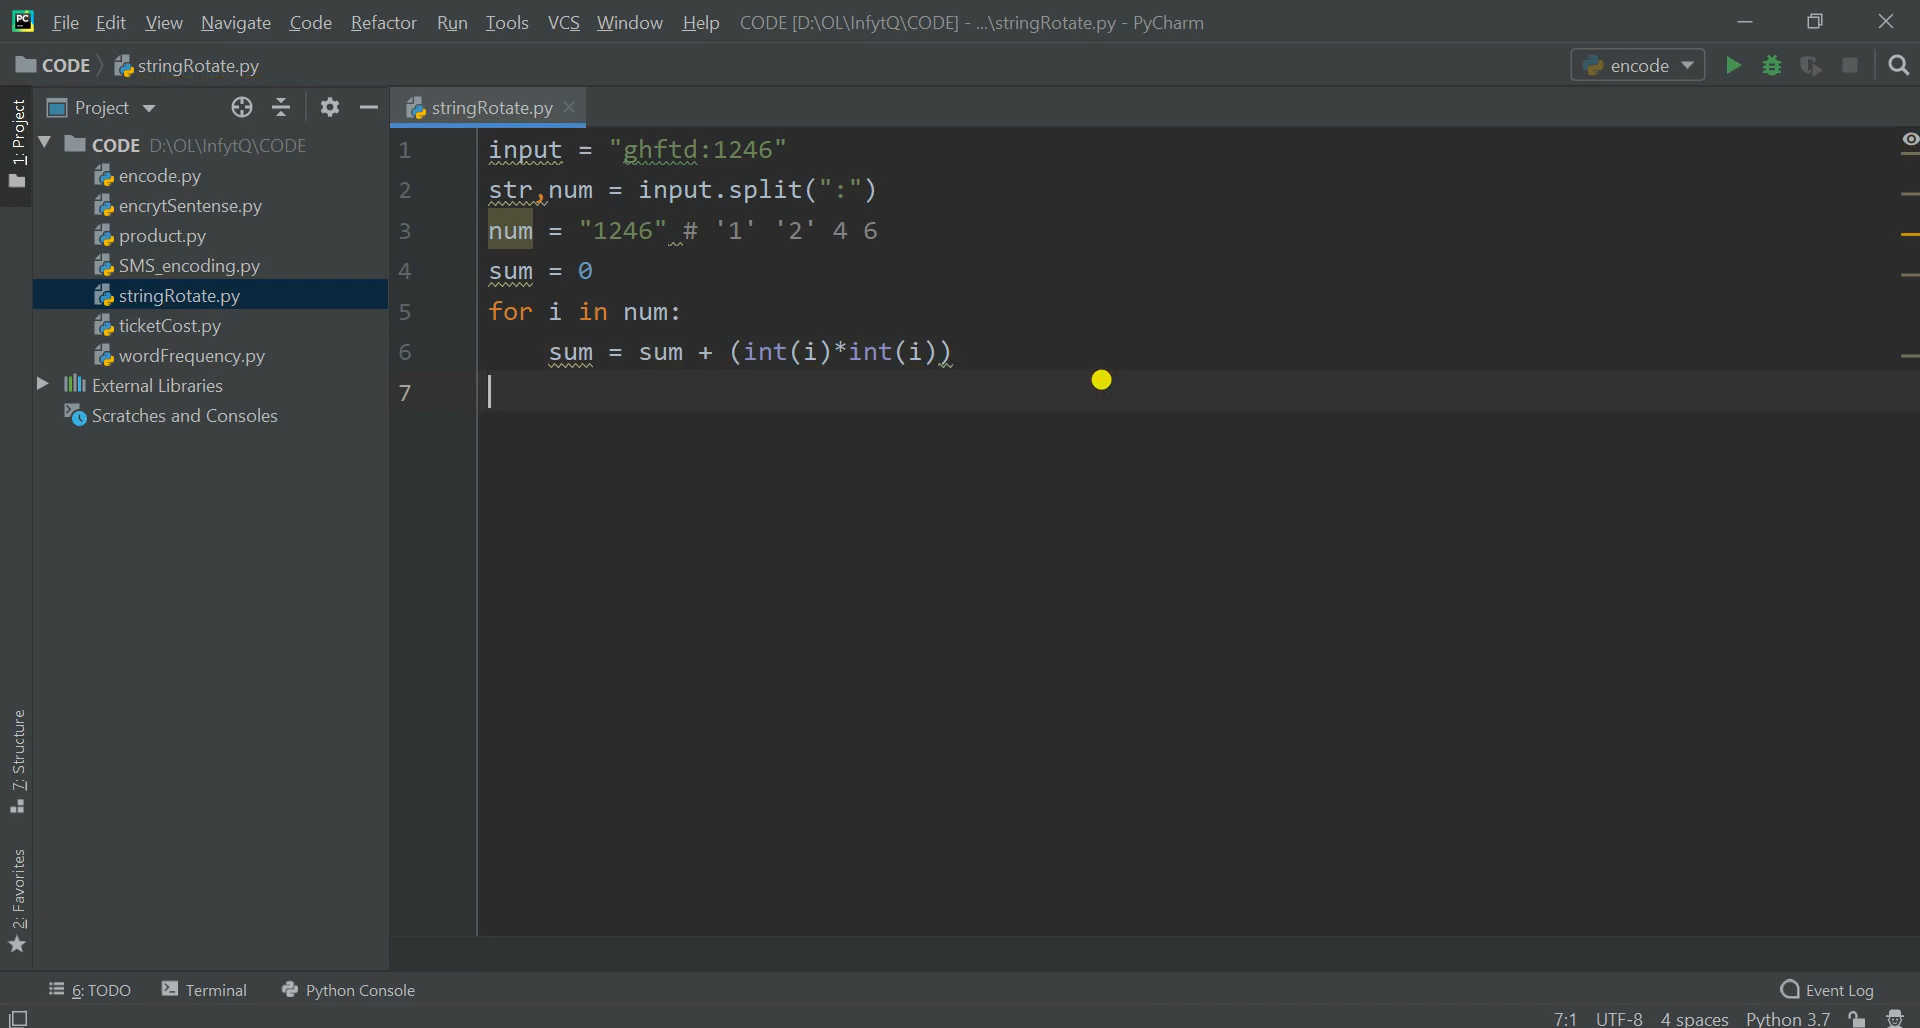 File Edit View Navigate Code Refactor Run Tools VCS Window Help CODE [D:\OL\InfytQ\CODE] - ...\stringRotate.py - PyCharm
CODE stringRotate.py encode
1: Project
Project
stringRotate.py
CODE D:\OL\InfytQ\CODE
encode.py
encrytSentense.py
product.py
SMS_encoding.py
stringRotate.py
ticketCost.py
wordFrequency.py
External Libraries
Scratches and Consoles
1 input = "ghftd:1246"
2 str,num = input.split(":")
3 num = "1246" # '1' '2' 4 6
4 sum = 0
5 for i in num:
6 sum = sum + (int(i)*int(i))
7
7: Structure
2: Favorites
6: TODO Terminal Python Console Event Log
7:1 UTF-8 4 spaces Python 3.7